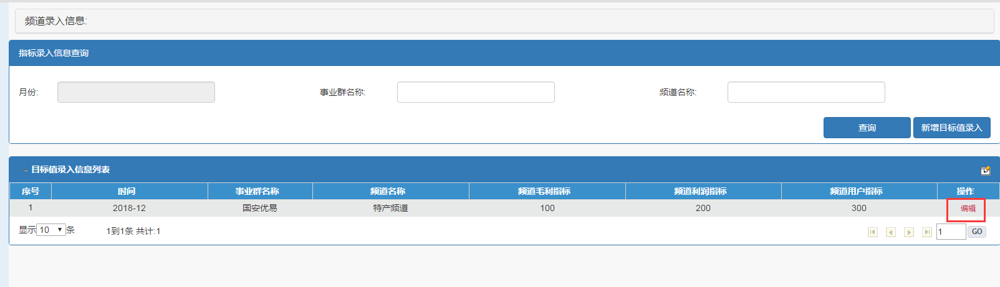 频道录入信息:
指标录入信息查询
月份: 事业群名称: 频道名称:
查询 新增目标值录入
目标值录入信息列表
序号 时间 事业群名称 频道名称 频道毛利指标 频道利润指标 频道用户指标 操作
1 2018-12 国安优易 特产频道 100 200 300 编辑
显示 10 条 1到1条 共计:1 1 GO